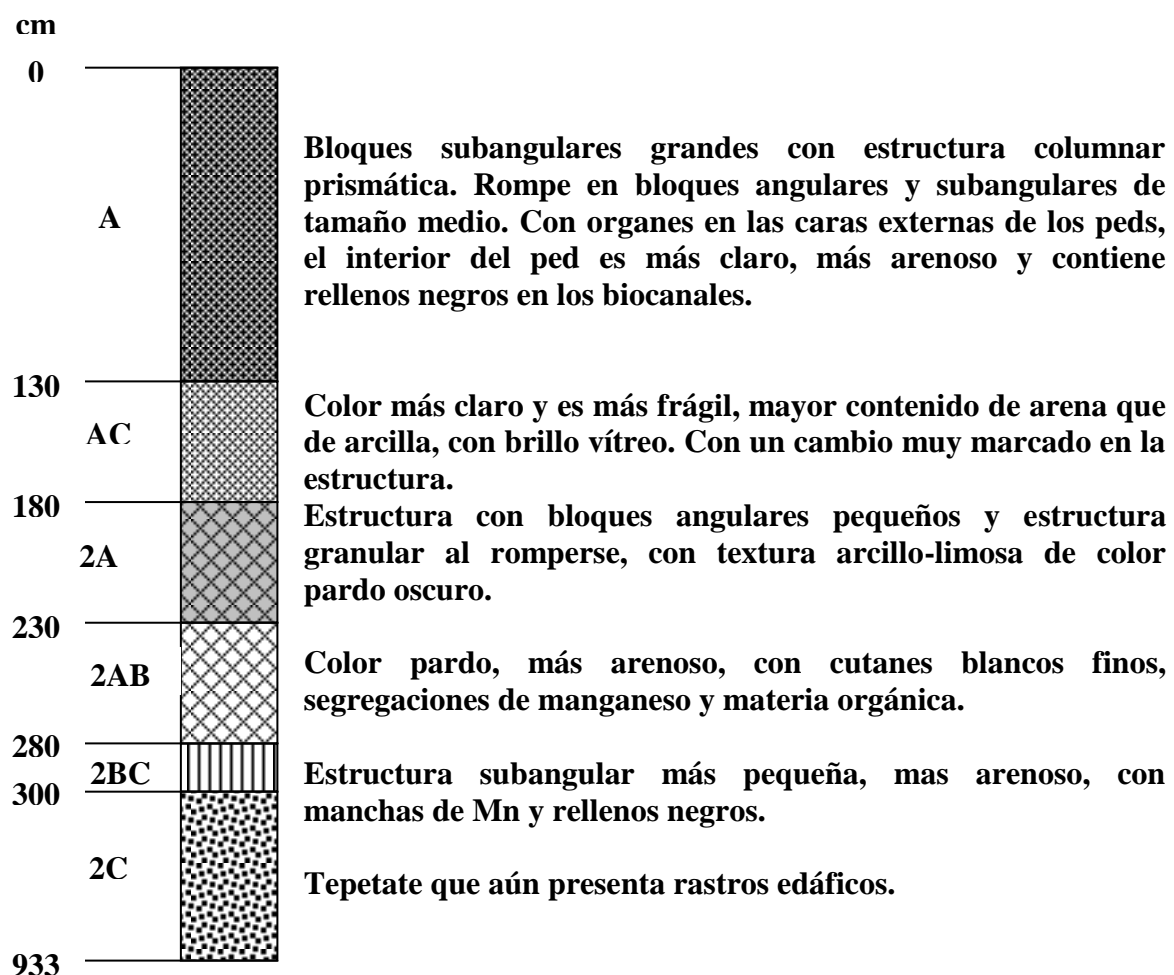 cm
0
A
Bloques subangulares grandes con estructura columnar
prismática. Rompe en bloques angulares y subangulares de
tamaño medio. Con organes en las caras externas de los peds,
el interior del ped es más claro, más arenoso y contiene
rellenos negros en los biocanales.
130
AC
Color más claro y es más frágil, mayor contenido de arena que
de arcilla, con brillo vítreo. Con un cambio muy marcado en la
estructura.
180
2A
Estructura con bloques angulares pequeños y estructura
granular al romperse, con textura arcillo-limosa de color
pardo oscuro.
230
2AB
Color pardo, más arenoso, con cutanes blancos finos,
segregaciones de manganeso y materia orgánica.
280
2BC
Estructura subangular más pequeña, mas arenoso, con
manchas de Mn y rellenos negros.
300
2C
Tepetate que aún presenta rastros edáficos.
933